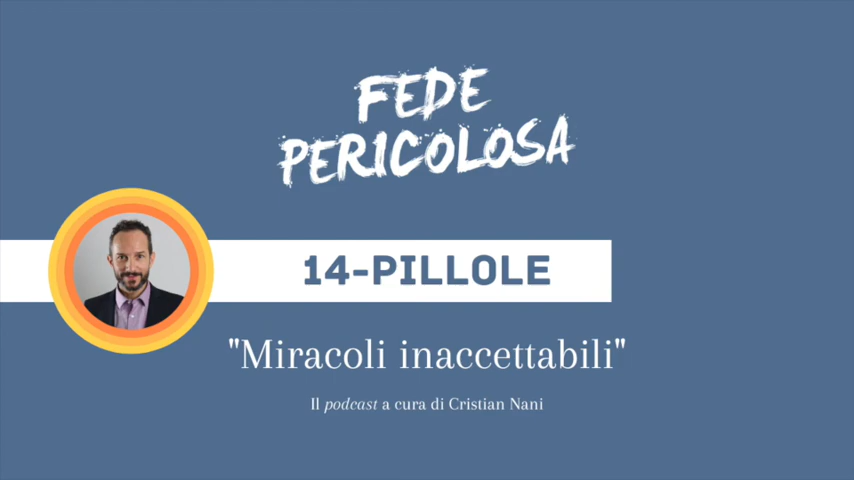 FEDE
PERICOLOSA
14-PILLOLE
"Miracoli inaccettabili"
Il podcast a cura di Cristian Nani